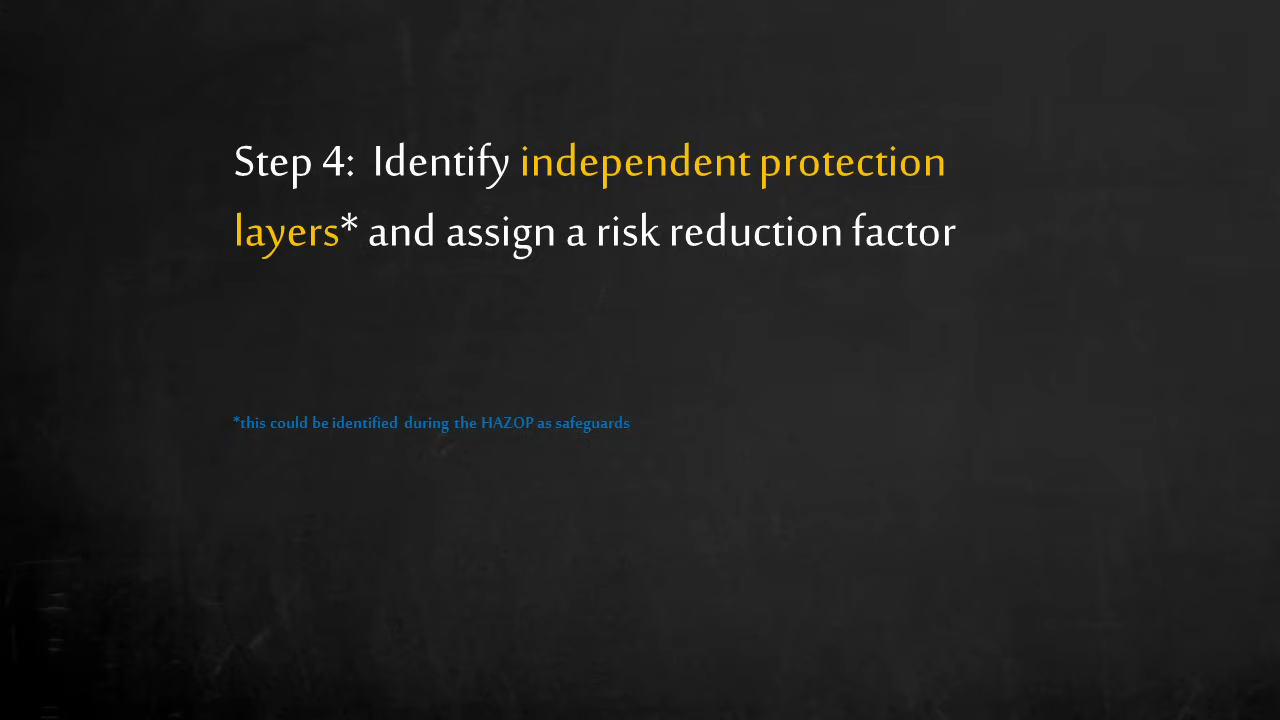 Step 4: Identify independent protection
layers* and assign a risk reduction factor
*this could be identified during the HAZOP as safeguards